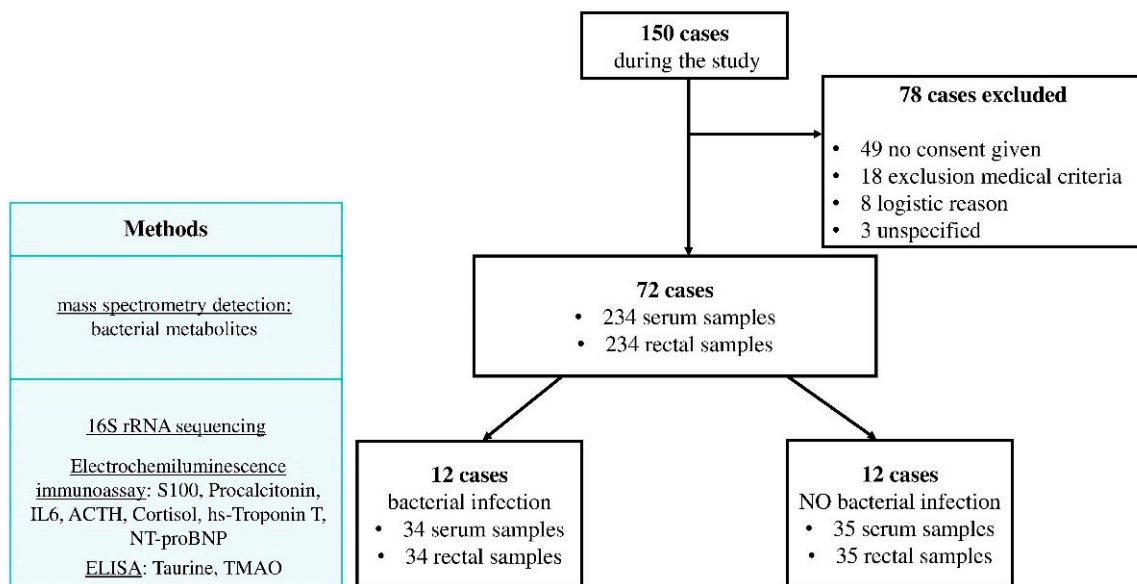 150 cases
during the study
78 cases excluded
• 49 no consent given
• 18 exclusion medical criteria
• 8 logistic reason
• 3 unspecified
Methods
mass spectrometry detection:
bacterial metabolites
16S rRNA sequencing
Electrochemiluminescence
immunoassay: S100, Procalcitonin,
IL6, ACTH, Cortisol, hs-Troponin T,
NT-proBNP
ELISA: Taurine, TMAO
72 cases
• 234 serum samples
• 234 rectal samples
12 cases
bacterial infection
• 34 serum samples
• 34 rectal samples
12 cases
NO bacterial infection
• 35 serum samples
• 35 rectal samples